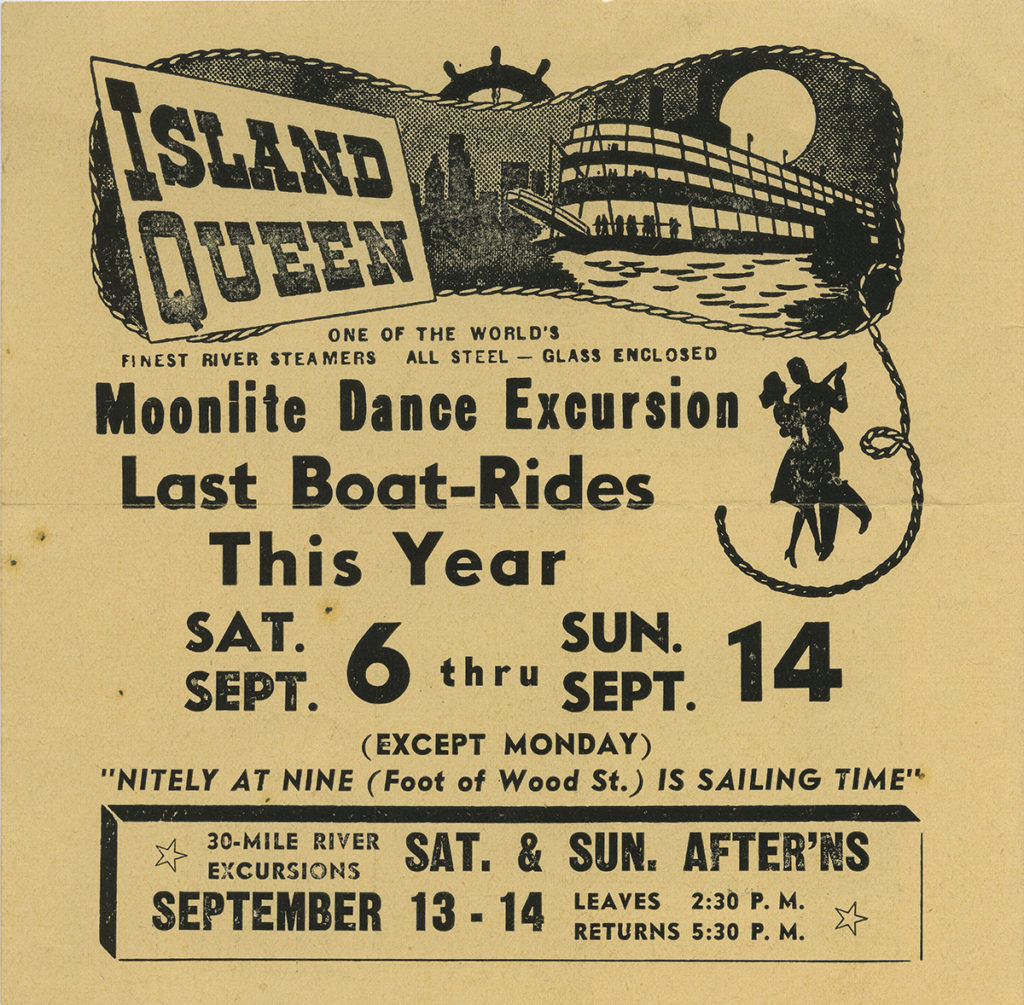 ISLAND
QUEEN
ONE OF THE WORLD'S
FINEST RIVER STEAMERS ALL STEEL — GLASS ENCLOSED
Moonlite Dance Excursion
Last Boat-Rides
This Year
SAT. SEPT. 6 thru SUN. SEPT. 14
(EXCEPT MONDAY)
"NITELY AT NINE (Foot of Wood St.) IS SAILING TIME"
30-MILE RIVER EXCURSIONS SAT. & SUN. AFTER'NS
SEPTEMBER 13 - 14 LEAVES 2:30 P. M.
RETURNS 5:30 P. M.